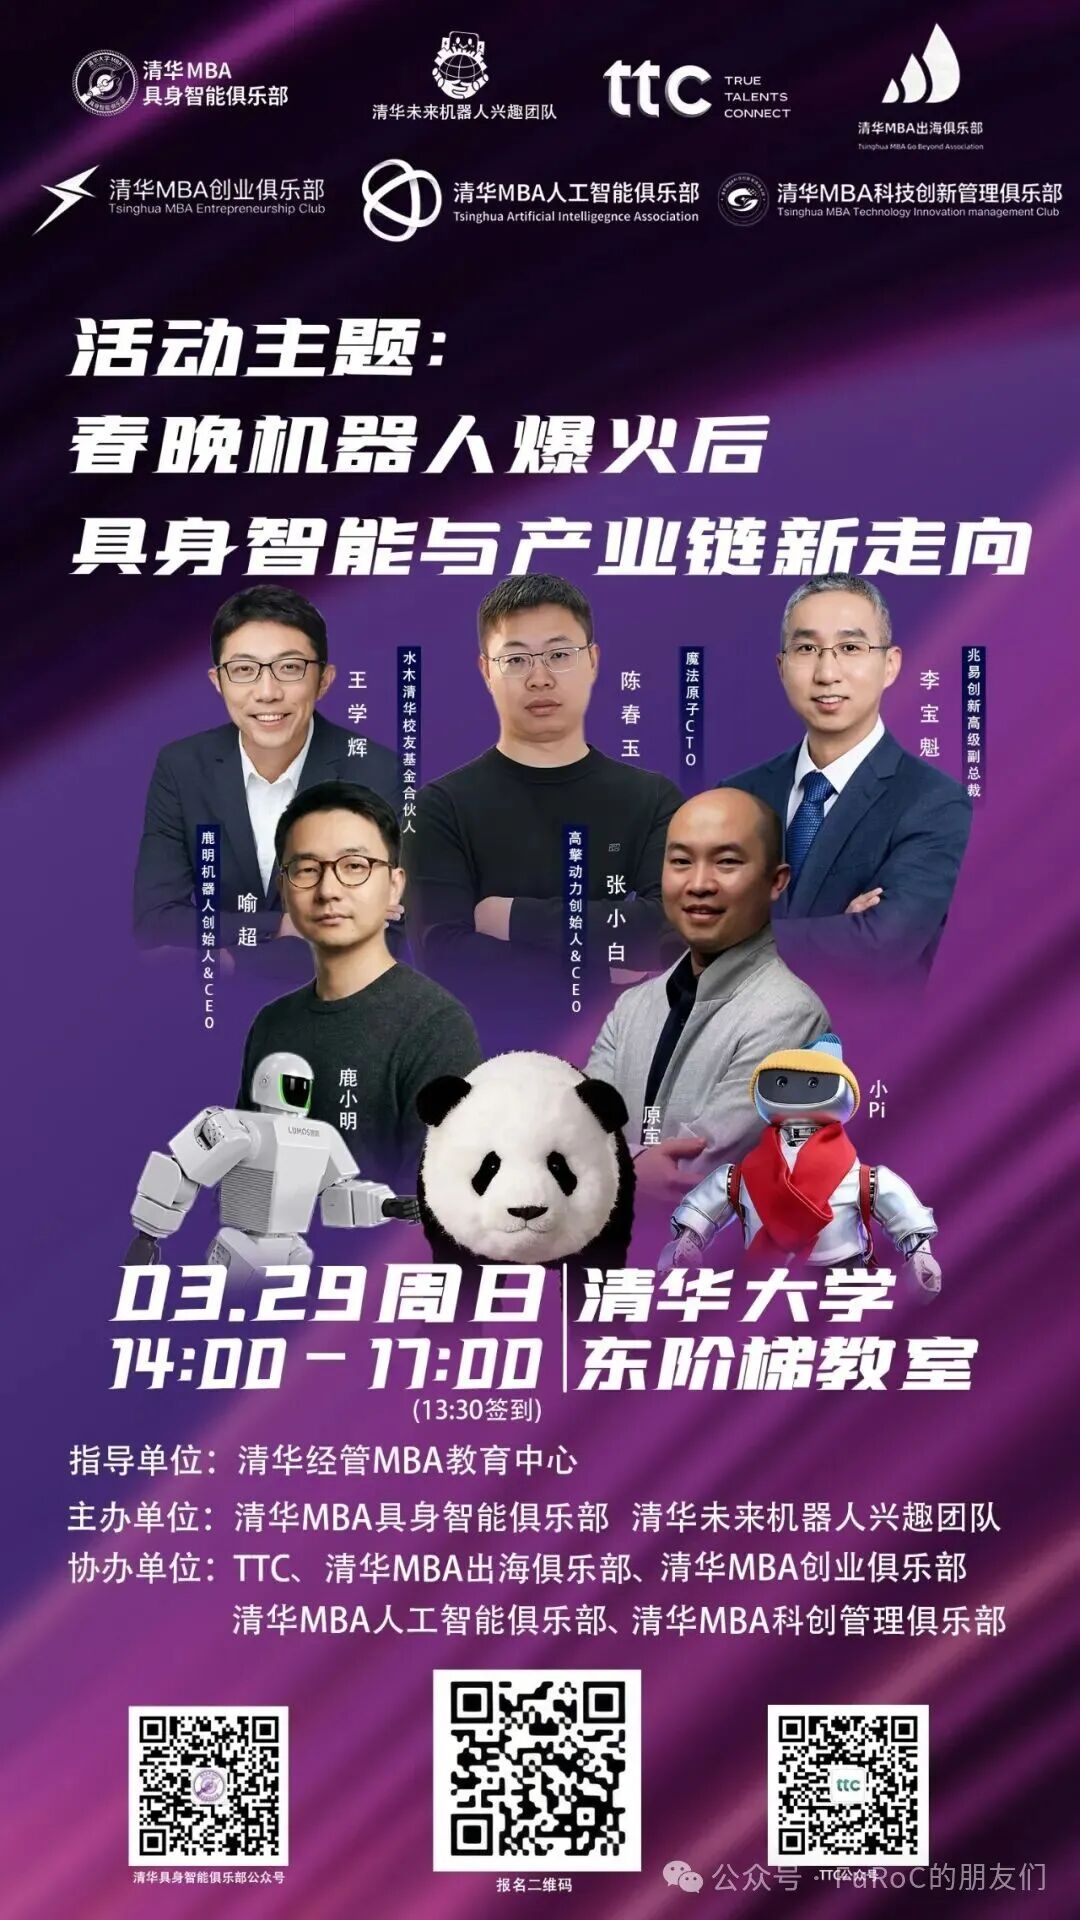 清华MBA
具身智能俱乐部
清华未来机器人兴趣团队
ttc
TRUE
TALENTS
CONNECT
清华MBA出海俱乐部
Tsinghua MBA Go Beyond Association
清华MBA创业俱乐部
Tsinghua MBA Entrepreneurship Club
清华MBA人工智能俱乐部
Tsinghua Artificial Intelligegnce Association
清华MBA科技创新管理俱乐部
Tsinghua MBA Technology Innovation management Club
活动主题：
春晚机器人爆火后
具身智能与产业链新走向
王学辉
水木清华校友基金合伙人
陈春玉
魔法原子CTO
李宝魁
兆易创新高级副总裁
鹿明机器人创始人&CEO
喻超
高擎动力创始人&CEO
张小白
鹿小明
原宝
小Pi
LUMOS
03.29周日
14:00-17:00
(13:30签到)
清华大学
东阶梯教室
指导单位：清华经管MBA教育中心
主办单位：清华MBA具身智能俱乐部 清华未来机器人兴趣团队
协办单位：TTC、清华MBA出海俱乐部、清华MBA创业俱乐部
清华MBA人工智能俱乐部、清华MBA科创管理俱乐部
ttc
清华具身智能俱乐部公众号
报名二维码
TTC公众号
公众号 · FuRoC的朋友们